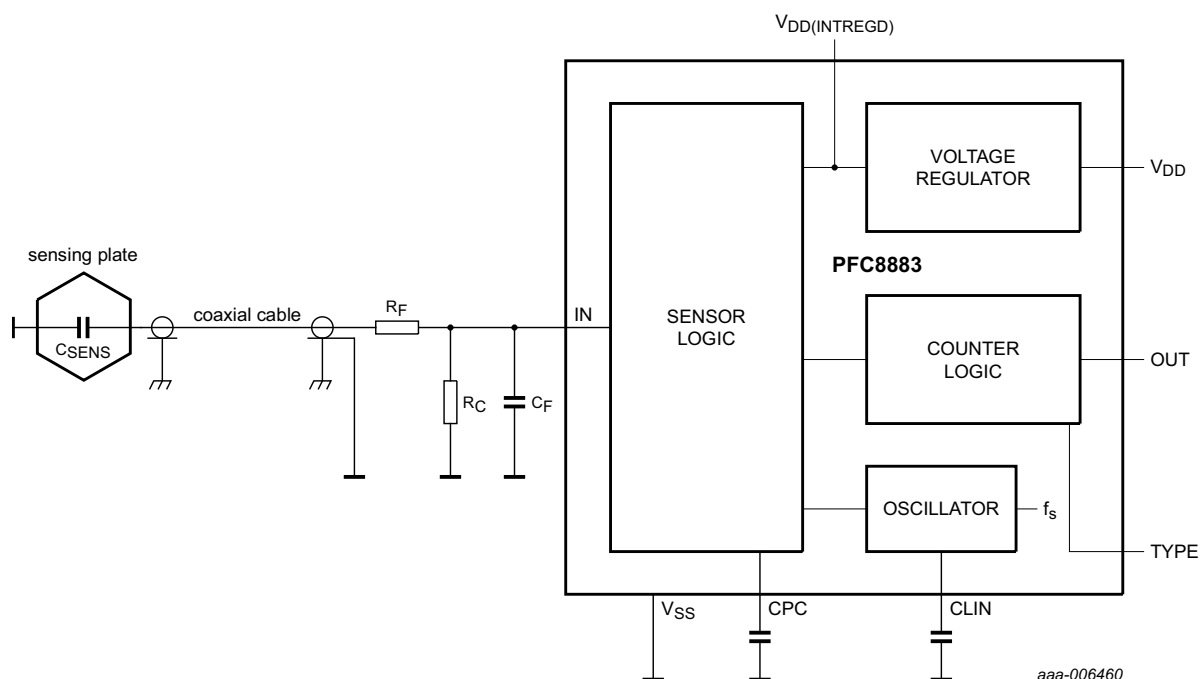 VDD(INTREGD)
VOLTAGE
REGULATOR
VDD
sensing plate
PFC8883
coaxial cable
RF
IN
SENSOR
LOGIC
COUNTER
LOGIC
OUT
CSENS
RC
CF
OSCILLATOR
fs
TYPE
VSS
CPC
CLIN
aaa-006460